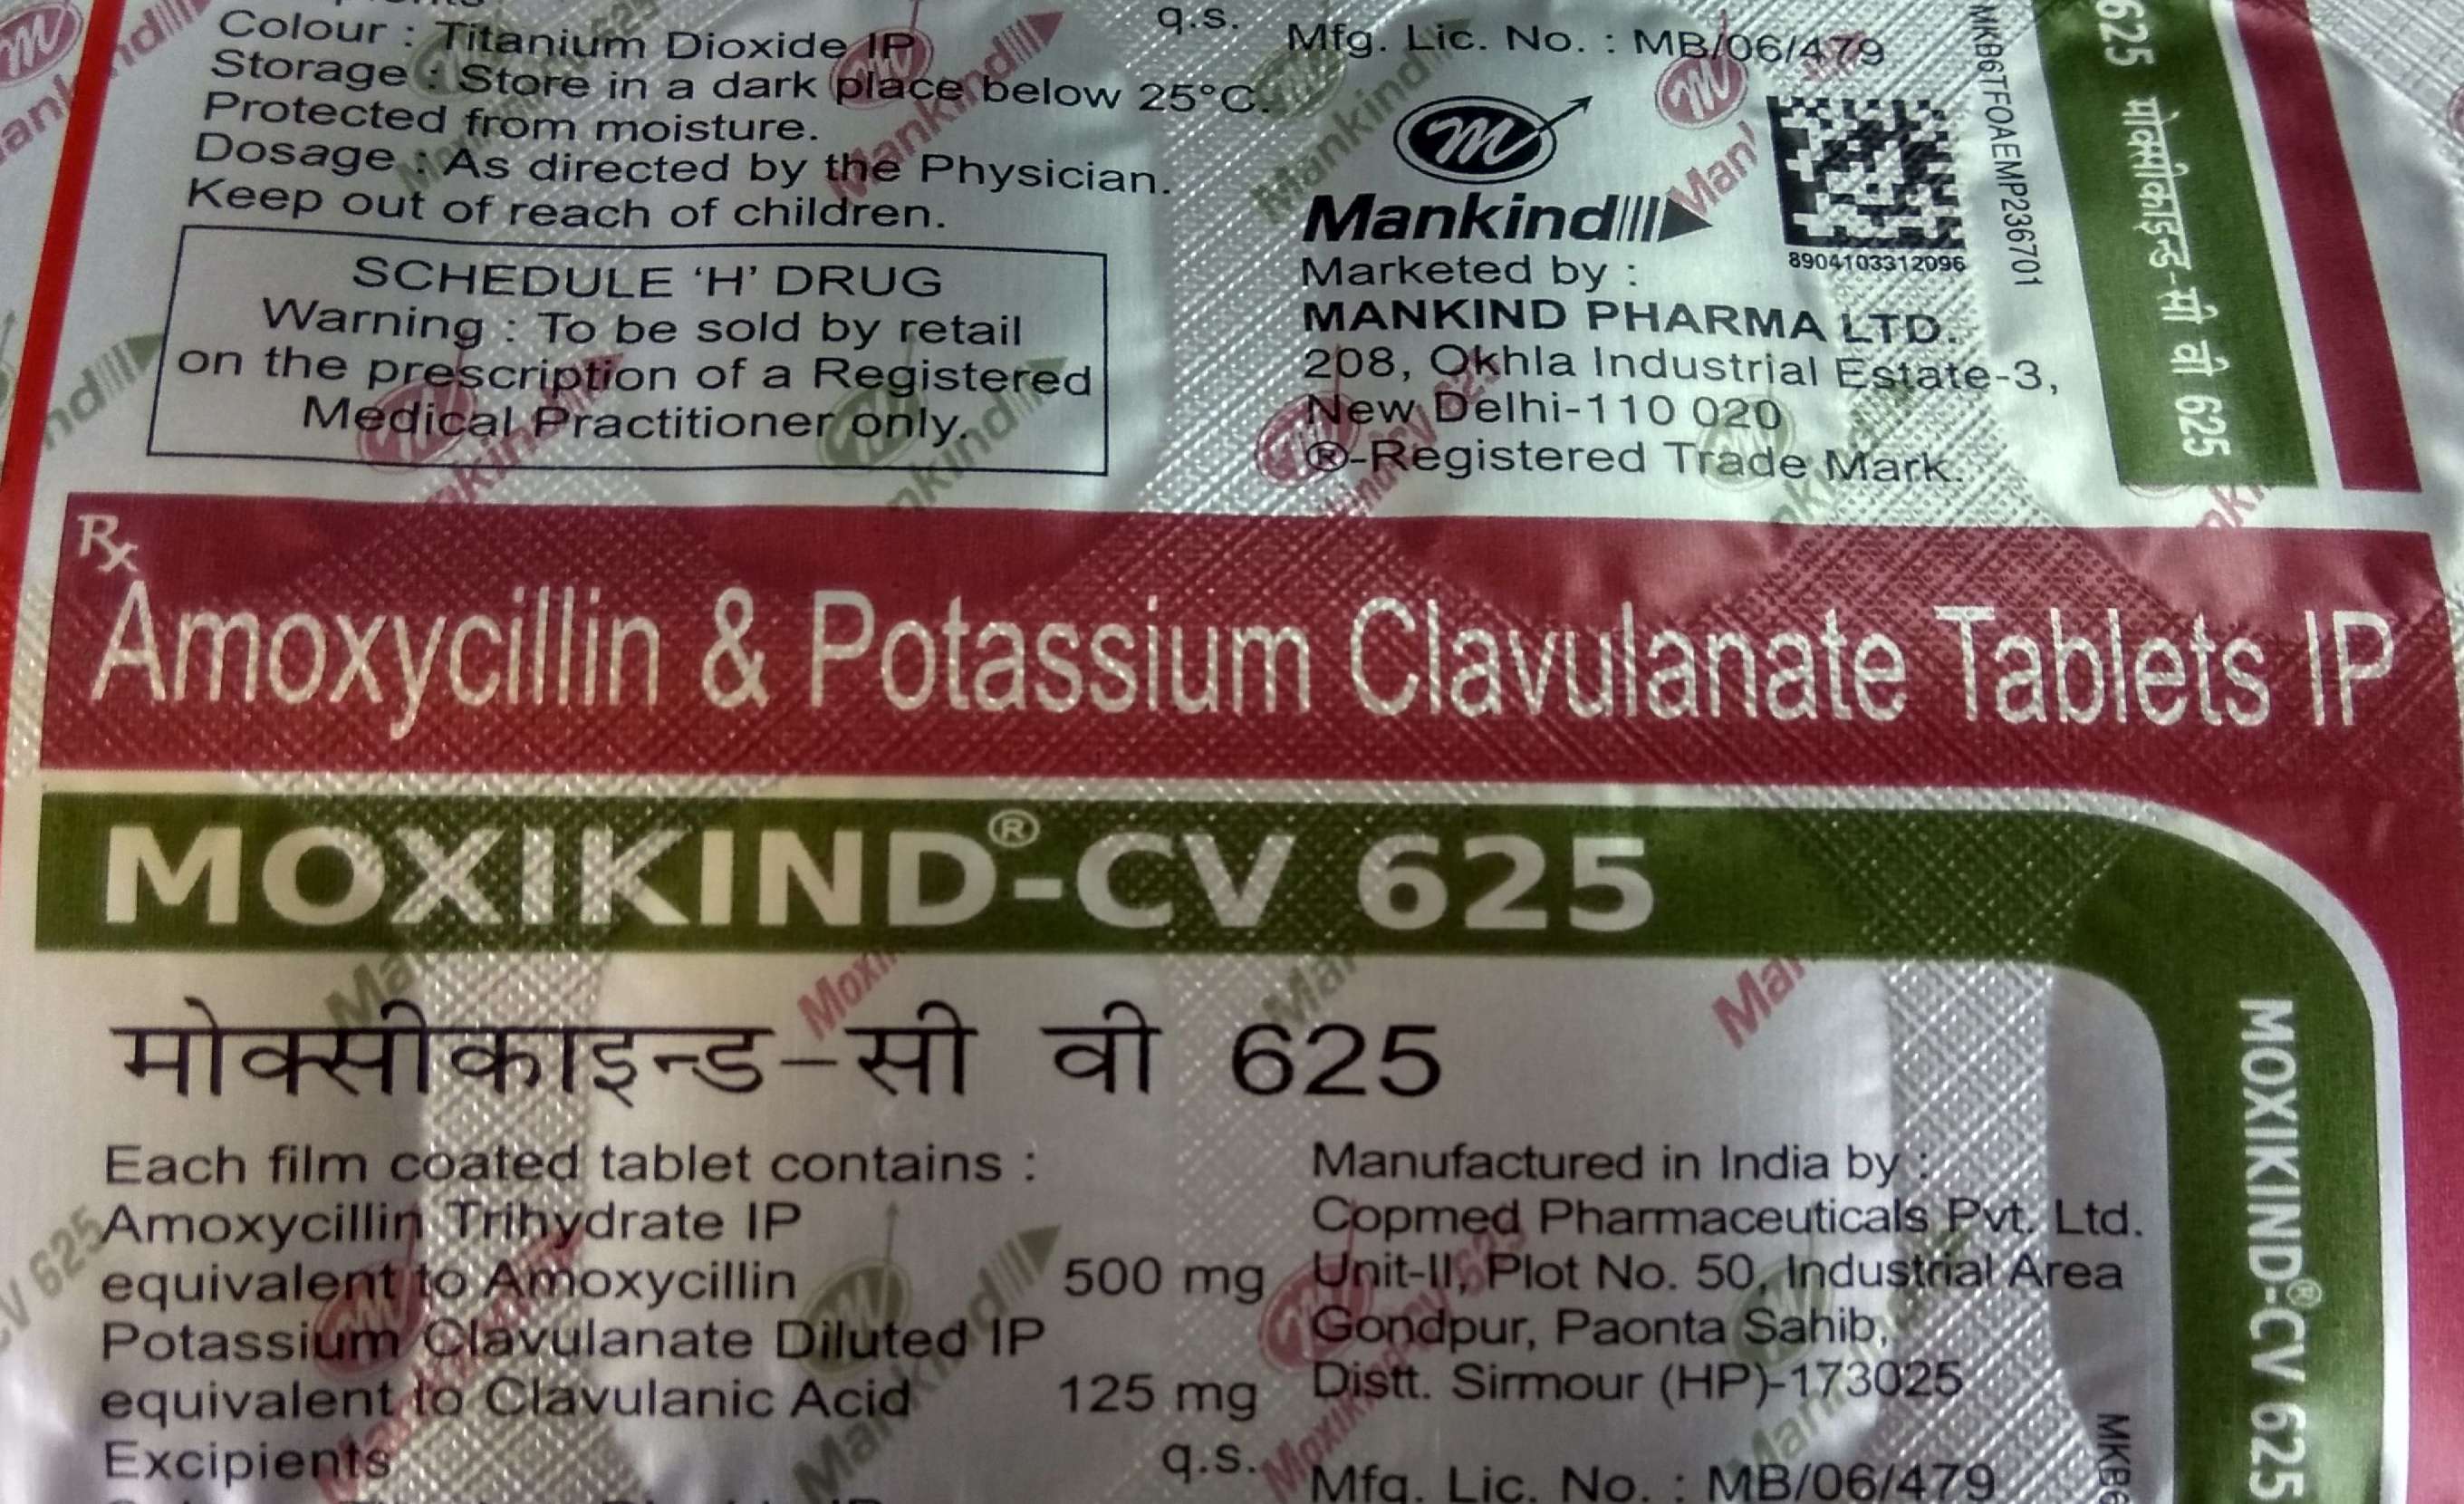 Colour : Titanium Dioxide IP
q.s.
Storage : Store in a dark place below 25°C.
Protected from moisture.
Dosage : As directed by the Physician.
Keep out of reach of children.
SCHEDULE ‘H’ DRUG
Warning : To be sold by retail
on the prescription of a Registered
Medical Practitioner only.
Mfg. Lic. No. : MB/06/479
Mankind
8904103312096
Marketed by :
MANKIND PHARMA LTD.
208, Okhla Industrial Estate-3,
New Delhi-110 020
®-Registered Trade Mark.
MKB6TFOAEMP236701
625 मोक्सीकाइन्ड-सी वी 625
Rx
Amoxycillin & Potassium Clavulanate Tablets IP
MOXIKIND®-CV 625
मोक्सीकाइन्ड-सी वी 625
Each film coated tablet contains :
Amoxycillin Trihydrate IP
equivalent to Amoxycillin 500 mg
Potassium Clavulanate Diluted IP
equivalent to Clavulanic Acid 125 mg
Excipients q.s.
Manufactured in India by :
Copmed Pharmaceuticals Pvt. Ltd.
Unit-II, Plot No. 50, Industrial Area
Gondpur, Paonta Sahib,
Distt. Sirmour (HP)-173025
Mfg. Lic. No. : MB/06/479
MOXIKIND®-CV 625